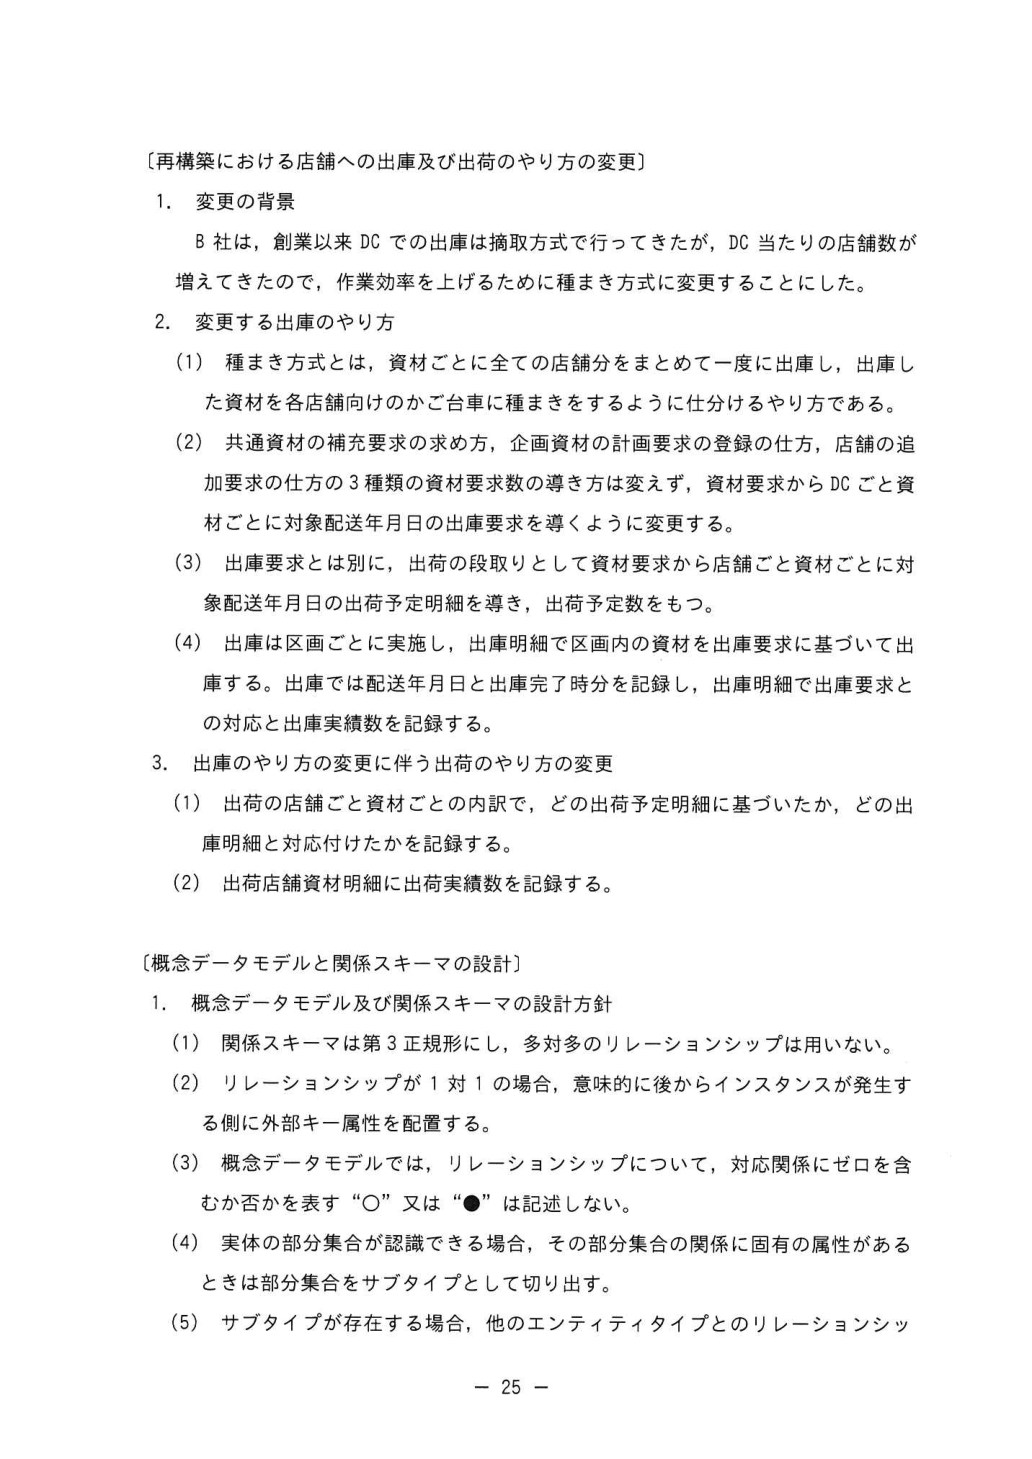 〔再構築における店舗への出庫及び出荷のやり方の変更〕
1. 変更の背景
B 社は，創業以来 DC での出庫は摘取方式で行ってきたが，DC 当たりの店舗数が
増えてきたので，作業効率を上げるために種まき方式に変更することにした。
2. 変更する出庫のやり方
(1) 種まき方式とは，資材ごとに全ての店舗分をまとめて一度に出庫し，出庫し
た資材を各店舗向けのかご台車に種まきをするように仕分けるやり方である。
(2) 共通資材の補充要求の求め方，企画資材の計画要求の登録の仕方，店舗の追
加要求の仕方の 3 種類の資材要求数の導き方は変えず，資材要求から DC ごと資
材ごとに対象配送年月日の出庫要求を導くように変更する。
(3) 出庫要求とは別に，出荷の段取りとして資材要求から店舗ごと資材ごとに対
象配送年月日の出荷予定明細を導き，出荷予定数をもつ。
(4) 出庫は区画ごとに実施し，出庫明細で区画内の資材を出庫要求に基づいて出
庫する。出庫では配送年月日と出庫完了時分を記録し，出庫明細で出庫要求と
の対応と出庫実績数を記録する。
3. 出庫のやり方の変更に伴う出荷のやり方の変更
(1) 出荷の店舗ごと資材ごとの内訳で，どの出荷予定明細に基づいたか，どの出
庫明細と対応付けたかを記録する。
(2) 出荷店舗資材明細に出荷実績数を記録する。
〔概念データモデルと関係スキーマの設計〕
1. 概念データモデル及び関係スキーマの設計方針
(1) 関係スキーマは第 3 正規形にし，多対多のリレーションシップは用いない。
(2) リレーションシップが 1 対 1 の場合，意味的に後からインスタンスが発生す
る側に外部キー属性を配置する。
(3) 概念データモデルでは，リレーションシップについて，対応関係にゼロを含
むか否かを表す “○” 又は “●” は記述しない。
(4) 実体の部分集合が認識できる場合，その部分集合の関係に固有の属性がある
ときは部分集合をサブタイプとして切り出す。
(5) サブタイプが存在する場合，他のエンティティタイプとのリレーションシッ
－ 25 －